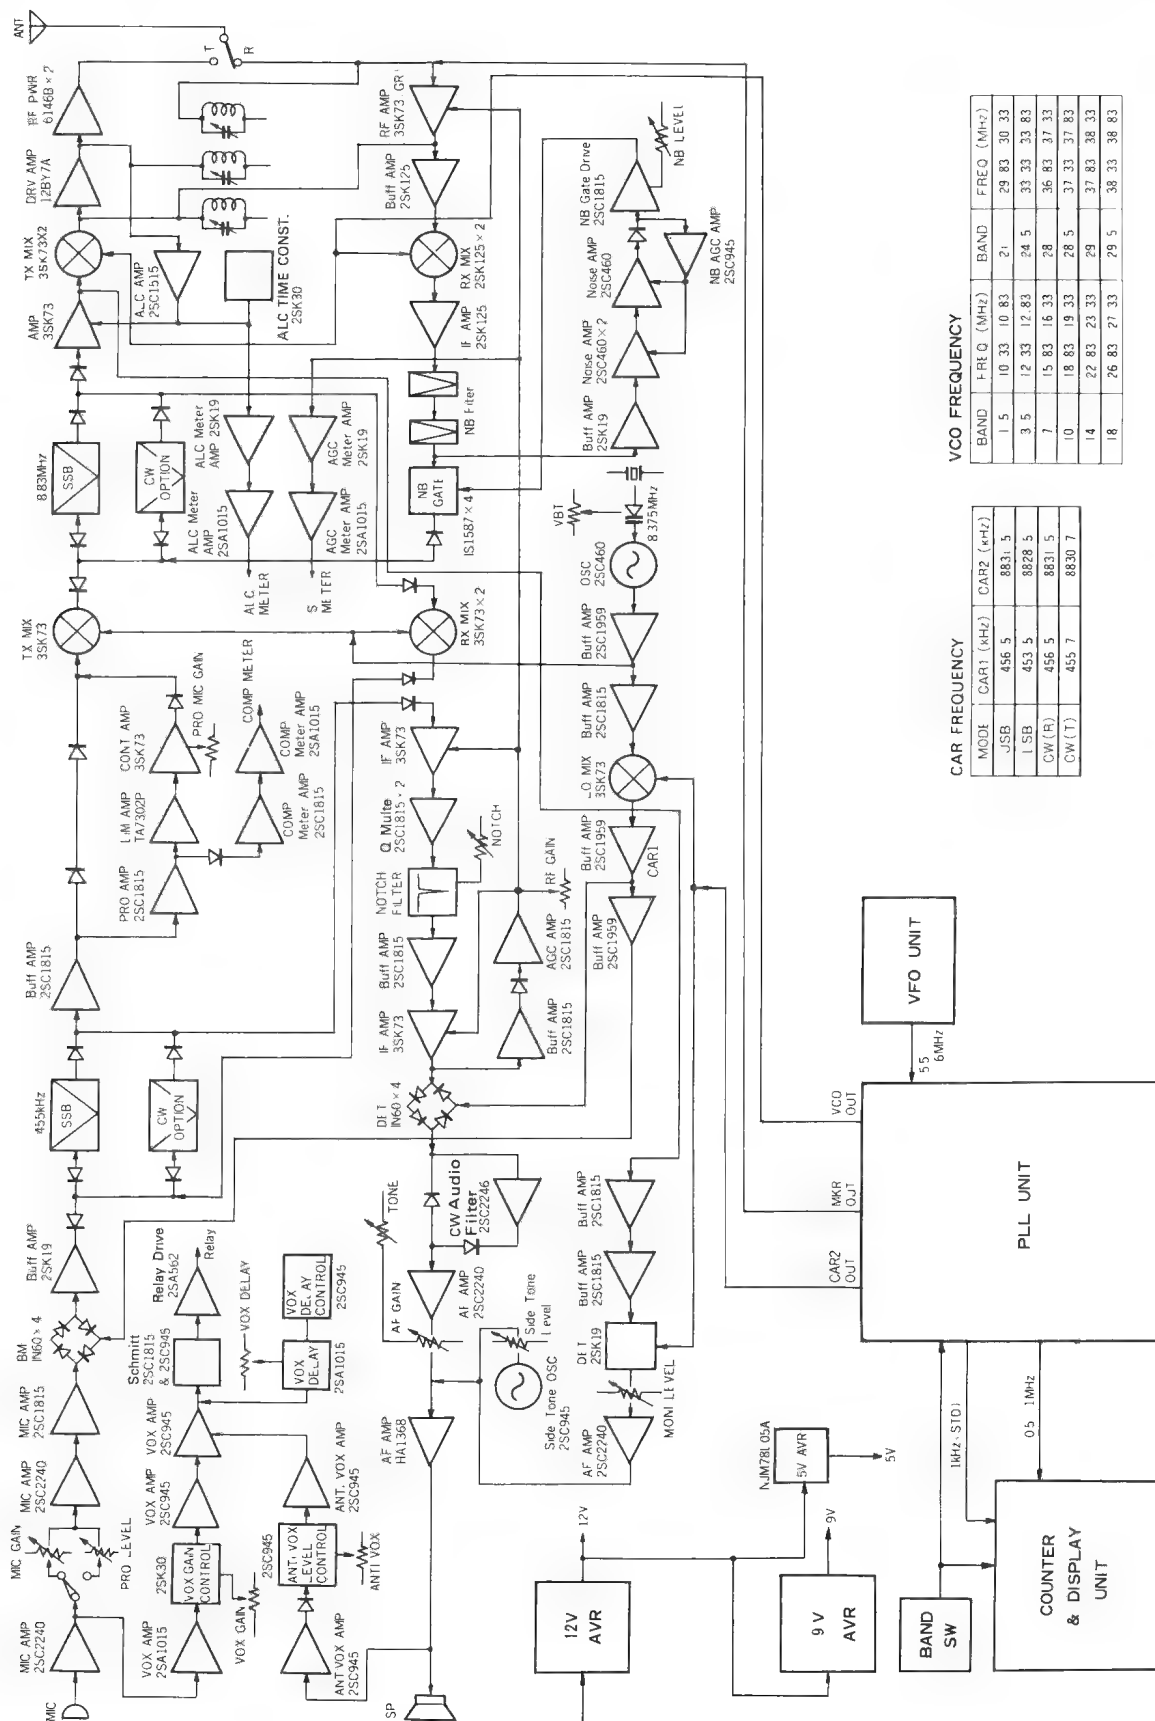 ANT
T
R
RF PWR
6146B × 2
DRV AMP
12BY7A
TX MIX
3SK73X2
AMP
3SK73
ALC AMP
2SC1515
ALC TIME CONST.
2SK30
8.83MHz
SSB
CW
OPTION
ALC Meter
AMP 2SK19
ALC Meter
AMP
2SA1015
ALC
METER
AGC
Meter AMP
2SK19
AGC
Meter AMP
2SA1015
S
METER
TX MIX
3SK73
CONT AMP
3SK73
PRO MIC GAIN
LIM AMP
TA7302P
PRO AMP
2SC1815
COMP METER
COMP
Meter AMP
2SA1015
COMP
Meter AMP
2SC1815
Buff AMP
2SC1815
455kHz
SSB
CW
OPTION
Buff AMP
2SK19
BM
IN60 × 4
MIC AMP
2SC1815
MIC AMP
2SC2240
MIC GAIN
PRO LEVEL
MIC AMP
2SC2240
MIC
RF AMP
3SK73 GR
Buff AMP
2SK125
RX MIX
2SK125 × 2
IF AMP
2SK125
NB Filter
NB
GATE
IS1587 × 4
RX MIX
3SK73 × 2
IF AMP
3SK73
Q Multe
2SC1815 × 2
NOTCH
FILTER
NOTCH
Buff AMP
2SC1815
IF AMP
3SK73
AGC AMP
2SC1815
RF GAIN
Buff AMP
2SC1815
DET
IN60 × 4
CW Audio
Filter
2SC2246
TONE
AF GAIN
AF AMP
2SC2240
AF AMP
HA1368
SP
Side Tone
Level
Side Tone OSC
2SC945
Relay Drive
2SA562
Relay
Schmitt
2SC1815
& 2SC945
VOX DELAY
VOX
DELAY
CONTROL
2SC945
VOX
DELAY
2SA1015
VOX AMP
2SC945
VOX AMP
2SC945
2SK30
VOX GAIN
CONTROL
VOX GAIN
VOX AMP
2SA1015
ANT. VOX AMP
2SC945
2SC945
ANT. VOX
LEVEL
CONTROL
ANTI VOX
ANT VOX AMP
2SC945
NB LEVEL
NB Gate Drive
2SC1815
NB AGC AMP
2SC945
Noise AMP
2SC460
Noise AMP
2SC460 × 2
Buff AMP
2SK19
VBT
8.375MHz
OSC
2SC460
Buff AMP
2SC1959
Buff AMP
2SC1815
LO MIX
3SK73
Buff AMP
2SC1959
CAR1
Buff AMP
2SC1959
Buff AMP
2SC1815
Buff AMP
2SC1815
DET
2SK19
MONI LEVEL
AF AMP
2SC2240
12V
AVR
12V
NJM78L05A
5V AVR
5V
9V
AVR
9V
VFO UNIT
5.5
6MHz
VCO
OUT
MKR
OUT
CAR2
OUT
PLL UNIT
1kHz (STD)
0.5 1MHz
BAND
SW
COUNTER
& DISPLAY
UNIT
VCO FREQUENCY
BAND FREQ (MHz) BAND FREQ (MHz)
1 5 10 33 10 83 21 29 83 30 33
3 5 12 33 12.83 24 5 33 33 33 83
7 15 83 16 33 28 36 83 37 33
10 18 83 19 33 28 5 37 33 37 83
14 22 83 23 33 29 37 83 38 33
18 26 83 27 33 29 5 38 33 38 83
CAR FREQUENCY
MODE CAR1 (kHz) CAR2 (kHz)
USB 456 5 8831 5
LSB 453 5 8828 5
CW(R) 456 5 8831 5
CW(T) 455 7 8830 7